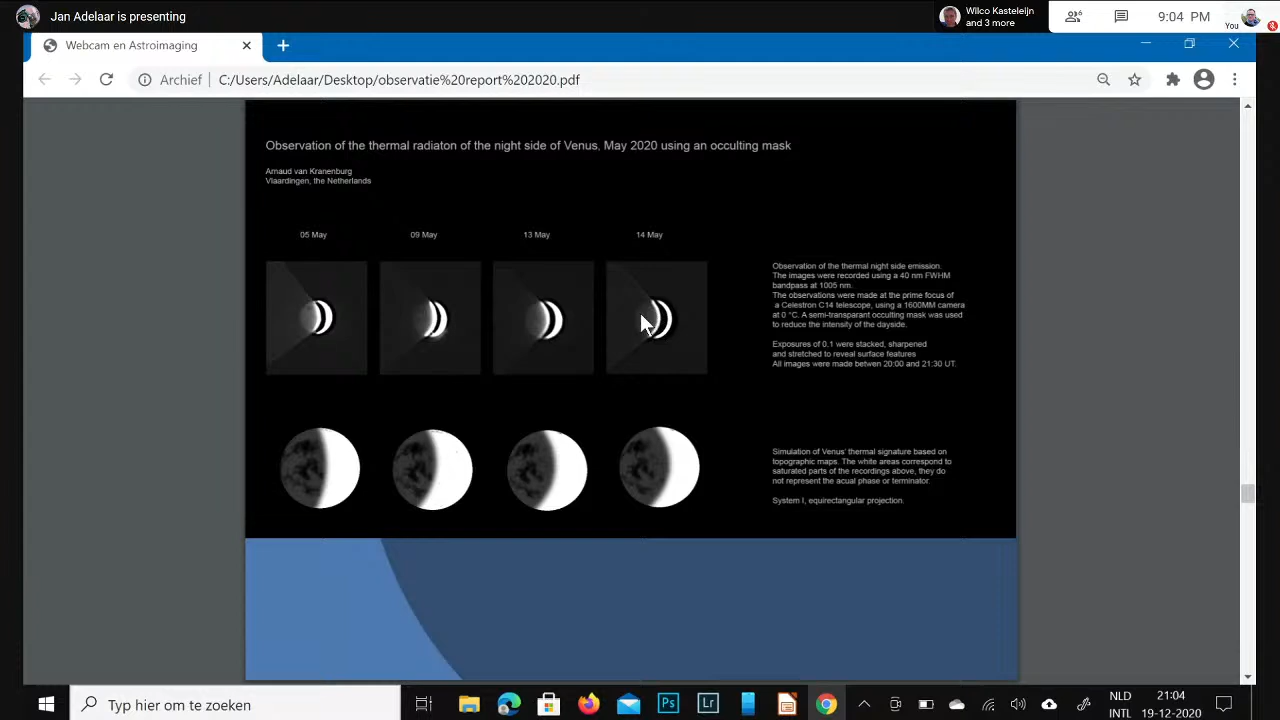 Jan Adelaar is presenting
Wilco Kasteleijn
and 3 more
6
9:04 PM
You
Webcam en Astroimaging
Archief
C:/Users/Adelaar/Desktop/observatie%20report%202020.pdf
Observation of the thermal radiaton of the night side of Venus, May 2020 using an occulting mask
Arnaud van Kranenburg
Vlaardingen, the Netherlands
05 May
09 May
13 May
14 May
Observation of the thermal night side emission.
The images were recorded using a 40 nm FWHM
bandpass at 1005 nm.
The observations were made at the prime focus of
a Celestron C14 telescope, using a 1600MM camera
at 0 °C. A semi-transparant occulting mask was used
to reduce the intensity of the dayside.
Exposures of 0.1 were stacked, sharpened
and stretched to reveal surface features
All images were made betwen 20:00 and 21:30 UT.
Simulation of Venus' thermal signature based on
topographic maps. The white areas correspond to
saturated parts of the recordings above, they do
not represent the acual phase or terminator.
System I, equirectangular projection.
Typ hier om te zoeken
Ps
Lr
NLD
INTL
21:04
19-12-2020